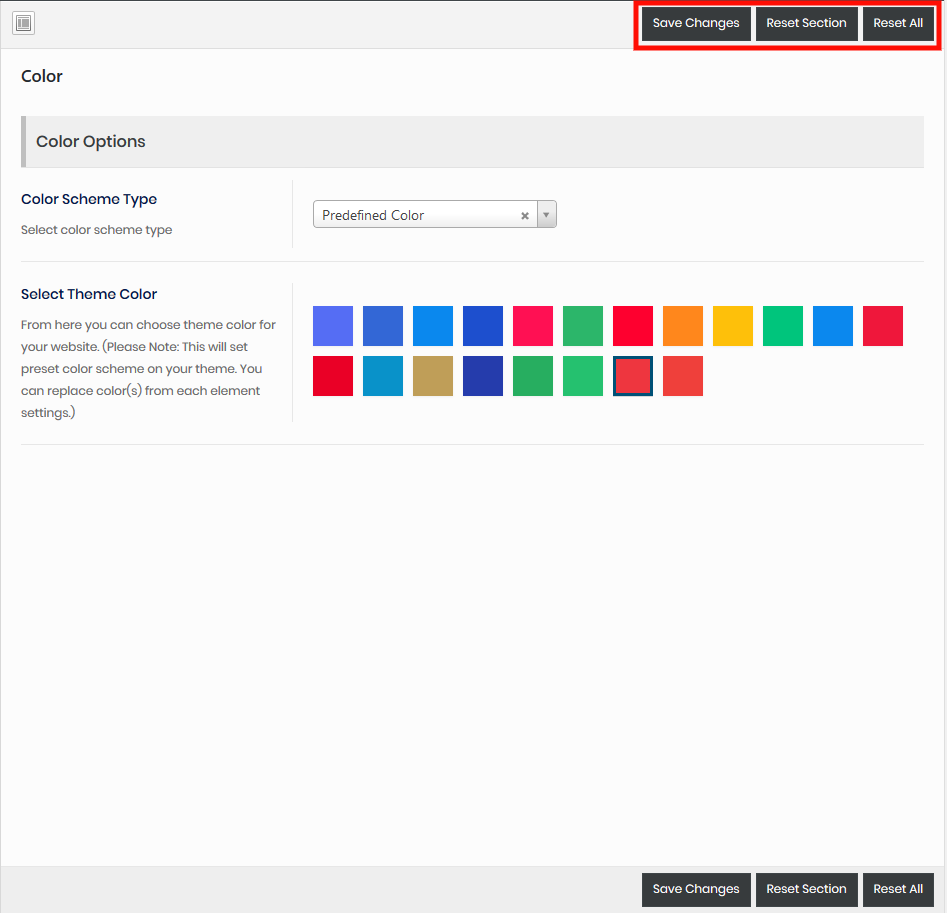 Save Changes Reset Section Reset All
Color
Color Options
Color Scheme Type
Select color scheme type
Predefined Color
Select Theme Color
From here you can choose theme color for
your website. (Please Note: This will set
preset color scheme on your theme. You
can replace color(s) from each element
settings.)
Save Changes Reset Section Reset All